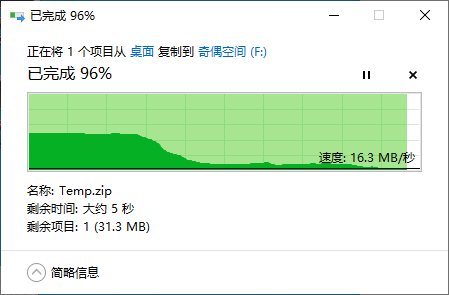 已完成 96%
正在将 1 个项目从 桌面 复制到 奇偶空间 (F:)
已完成 96%
速度: 16.3 MB/秒
名称: Temp.zip
剩余时间: 大约 5 秒
剩余项目: 1 (31.3 MB)
简略信息